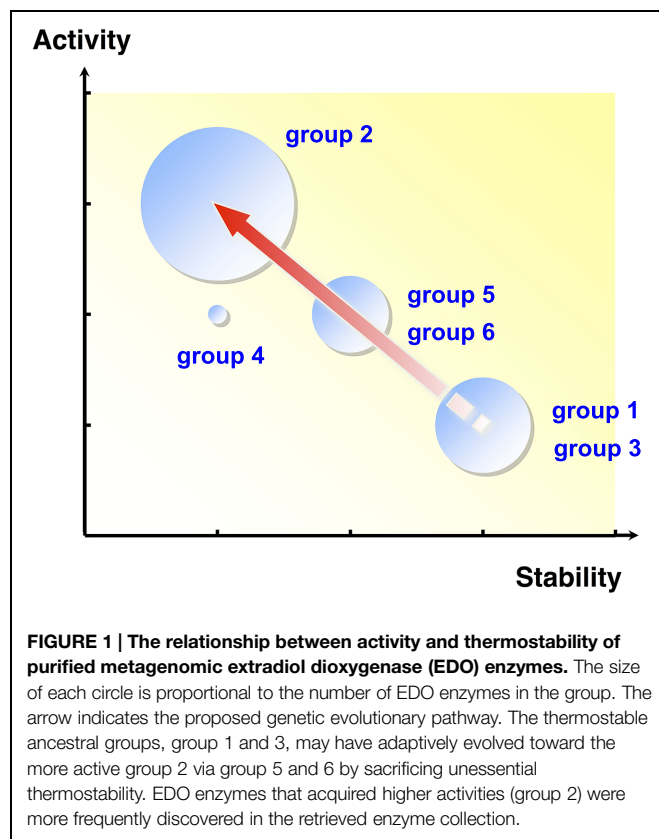 Activity
group 2
group 5
group 6
group 4
group 1
group 3
Stability
FIGURE 1 | The relationship between activity and thermostability of
purified metagenomic extradiol dioxygenase (EDO) enzymes. The size
of each circle is proportional to the number of EDO enzymes in the group. The
arrow indicates the proposed genetic evolutionary pathway. The thermostable
ancestral groups, group 1 and 3, may have adaptively evolved toward the
more active group 2 via group 5 and 6 by sacrificing unessential
thermostability. EDO enzymes that acquired higher activities (group 2) were
more frequently discovered in the retrieved enzyme collection.